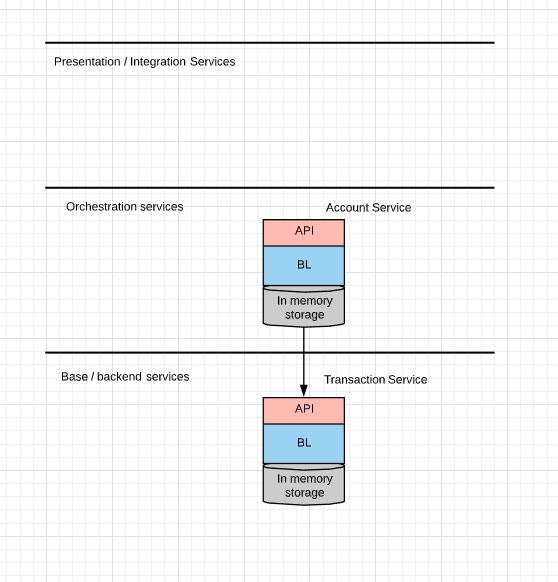 Presentation / Integration Services
Orchestration services
Account Service
API
BL
In memory
storage
Base / backend services
Transaction Service
API
BL
In memory
storage